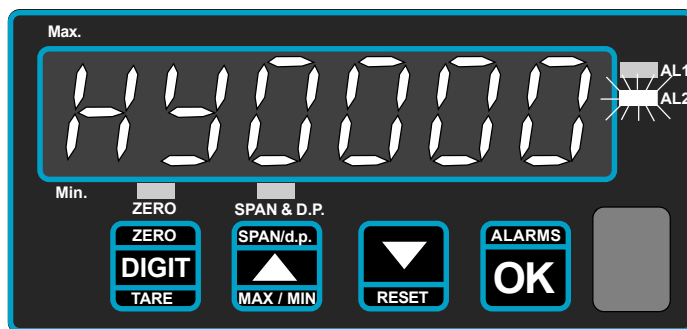 Max.
Hy0000
AL1
AL2
Min.
ZERO SPAN & D.P.
ZERO SPAN/d.p. ALARMS
DIGIT OK
TARE MAX / MIN RESET